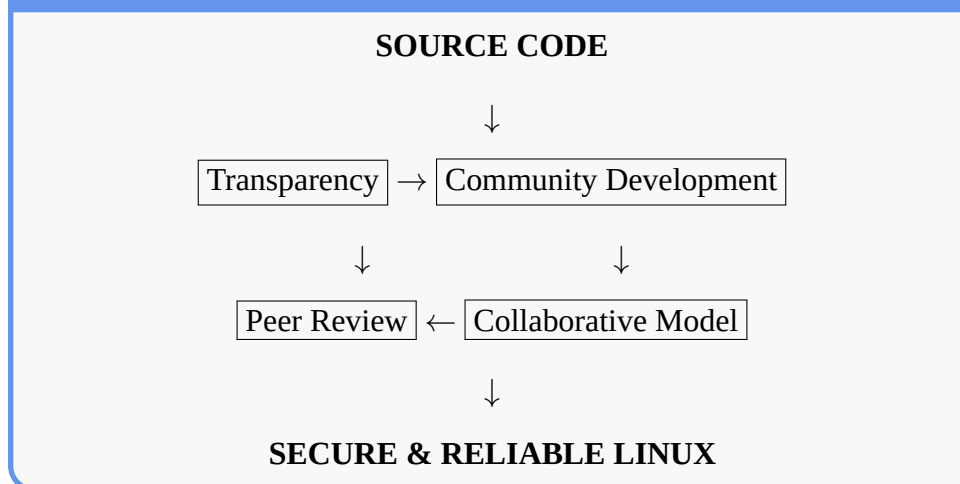 SOURCE CODE
↓
Transparency → Community Development
↓ ↓
Peer Review ← Collaborative Model
↓
SECURE & RELIABLE LINUX